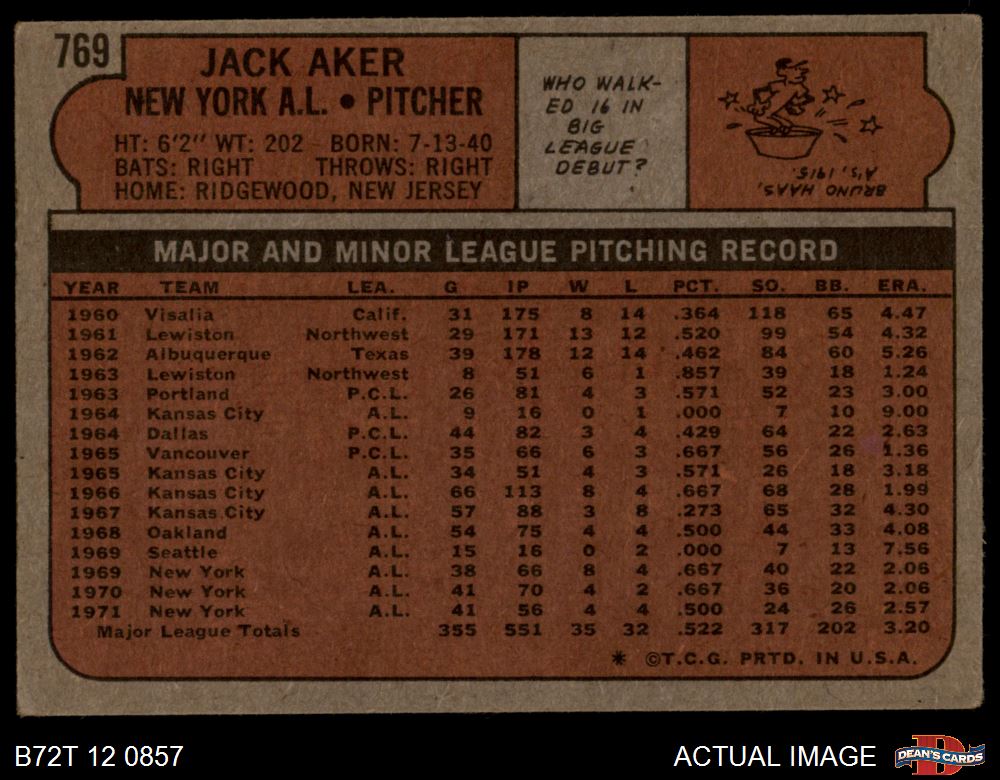 769
JACK AKER
NEW YORK A.L. • PITCHER
HT: 6'2" WT: 202 BORN: 7-13-40
BATS: RIGHT THROWS: RIGHT
HOME: RIDGEWOOD, NEW JERSEY
WHO WALK-
ED 16 IN
BIG
LEAGUE
DEBUT?
BRUNO HAAS,
A's, 1915.
MAJOR AND MINOR LEAGUE PITCHING RECORD
YEAR TEAM LEA. G IP W L PCT. SO. BB. ERA.
1960 Visalia Calif. 31 175 8 14 .364 118 65 4.47
1961 Lewiston Northwest 29 171 13 12 .520 99 54 4.32
1962 Albuquerque Texas 39 178 12 14 .462 84 60 5.26
1963 Lewiston Northwest 8 51 6 1 .857 39 18 1.24
1963 Portland P.C.L. 26 81 4 3 .571 52 23 3.00
1964 Kansas City A.L. 9 16 0 1 .000 7 10 9.00
1964 Dallas P.C.L. 44 82 3 4 .429 64 22 2.63
1965 Vancouver P.C.L. 35 66 6 3 .667 56 26 1.36
1965 Kansas City A.L. 34 51 4 3 .571 26 18 3.18
1966 Kansas City A.L. 66 113 8 4 .667 68 28 1.99
1967 Kansas City A.L. 57 88 3 8 .273 65 32 4.30
1968 Oakland A.L. 54 75 4 4 .500 44 33 4.08
1969 Seattle A.L. 15 16 0 2 .000 7 13 7.56
1969 New York A.L. 38 66 8 4 .667 40 22 2.06
1970 New York A.L. 41 70 4 2 .667 36 20 2.06
1971 New York A.L. 41 56 4 4 .500 24 26 2.57
Major League Totals 355 551 35 32 .522 317 202 3.20
* ©T.C.G. PRTD. IN U.S.A.
B72T 12 0857
ACTUAL IMAGE
D
DEAN'S CARDS